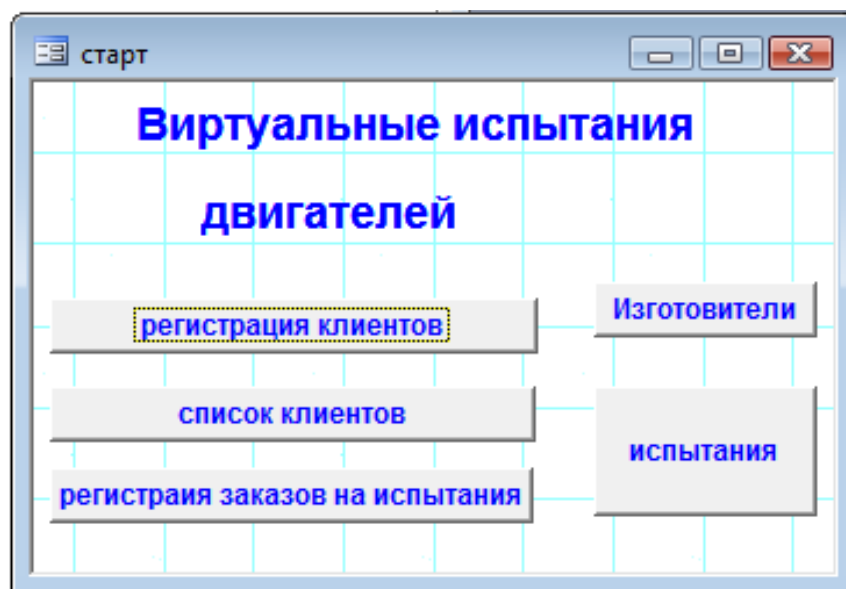 старт
Виртуальные испытания
двигателей
регистрация клиентов
Изготовители
список клиентов
испытания
регистраия заказов на испытания